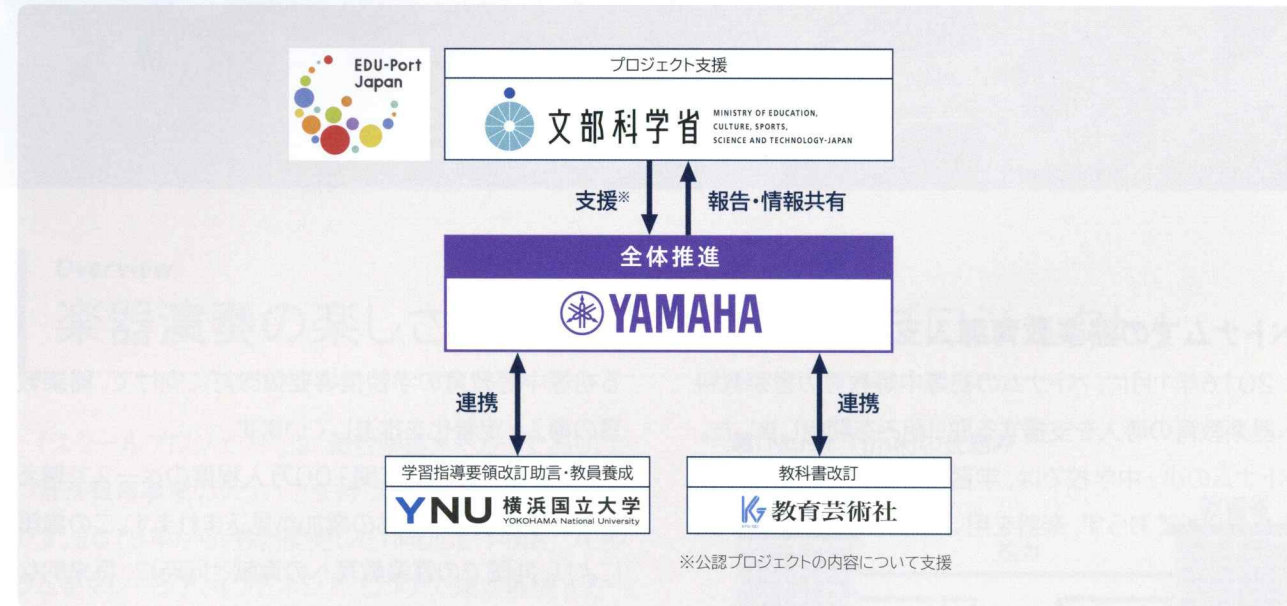 EDU-Port
Japan
プロジェクト支援
文部科学省
MINISTRY OF EDUCATION,
CULTURE, SPORTS,
SCIENCE AND TECHNOLOGY-JAPAN
支援※
報告・情報共有
全体推進
YAMAHA
連携
連携
学習指導要領改訂助言・教員養成
YNU 横浜国立大学
YOKOHAMA National University
教科書改訂
教育芸術社
※公認プロジェクトの内容について支援